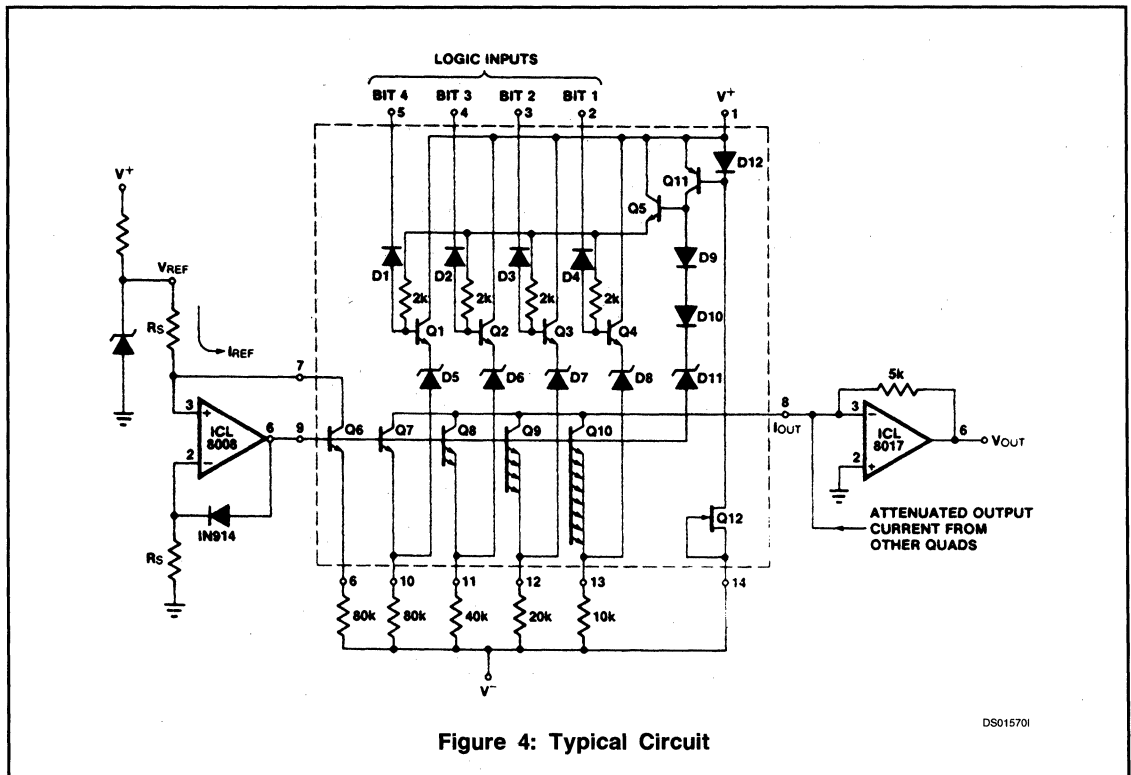 LOGIC INPUTS
BIT 4 BIT 3 BIT 2 BIT 1 V+
5 4 3 2 1
D12
V+
Q11
Q5
VREF
D1 D2 D3 D4 D9
2k 2k 2k 2k
RS
IREF
Q1 Q2 Q3 Q4 D10
7
D5 D6 D7 D8 D11
5k
8
3 + ICL 8008 6 9
Q6 Q7 Q8 Q9 Q10
IOUT
3 − ICL 8017 6 VOUT
2 −
2 +
IN914
Q12
ATTENUATED OUTPUT
CURRENT FROM
OTHER QUADS
RS
6 10 11 12 13 14
80k 80k 40k 20k 10k
V−
DS01570I
Figure 4: Typical Circuit